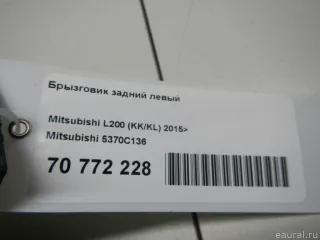 Брызговик задний левый
Mitsubishi L200 (KK/KL) 2015>
Mitsubishi 5370C136
70 772 228
eaural.ru